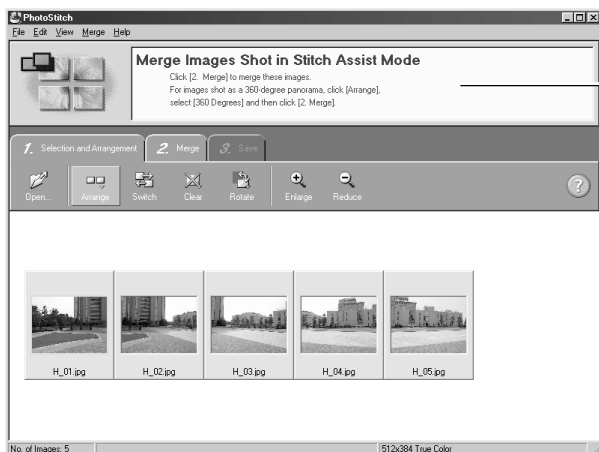 PhotoStitch
File Edit View Merge Help
Merge Images Shot in Stitch Assist Mode
Click [2. Merge] to merge these images.
For images shot as a 360-degree panorama, click [Arrange],
select [360 Degrees] and then click [2. Merge].
1. Selection and Arrangement 2. Merge 3. Save
Open... Arrange Switch Clear Rotate Enlarge Reduce
H_01.jpg H_02.jpg H_03.jpg H_04.jpg H_05.jpg
No. of Images: 5 512x384 True Color